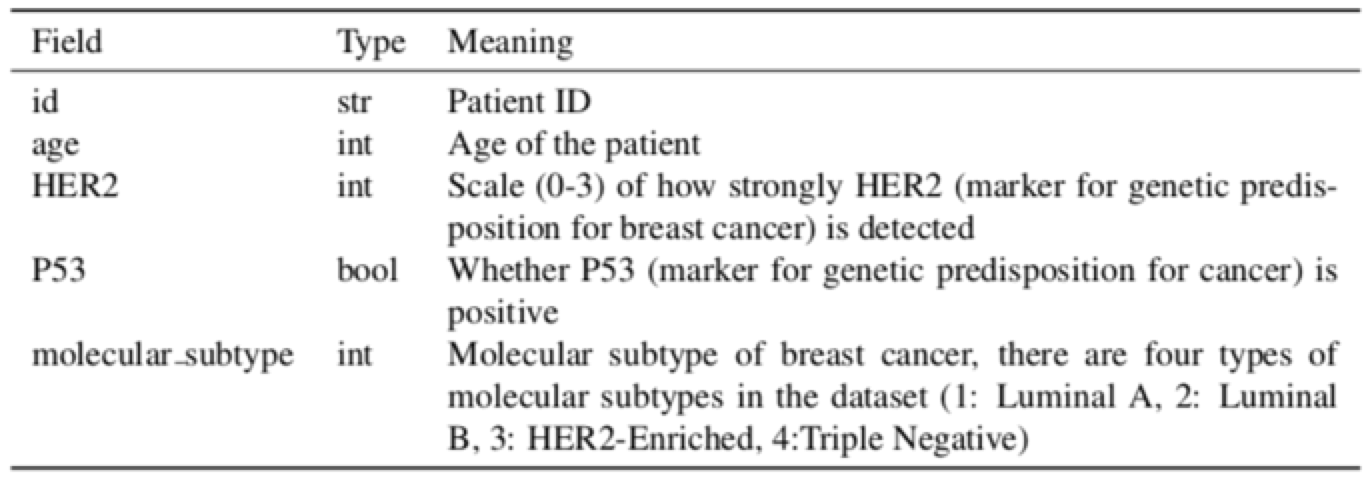 Field Type Meaning
id str Patient ID
age int Age of the patient
HER2 int Scale (0-3) of how strongly HER2 (marker for genetic predis-
position for breast cancer) is detected
P53 bool Whether P53 (marker for genetic predisposition for cancer) is
positive
molecular_subtype int Molecular subtype of breast cancer, there are four types of
molecular subtypes in the dataset (1: Luminal A, 2: Luminal
B, 3: HER2-Enriched, 4:Triple Negative)